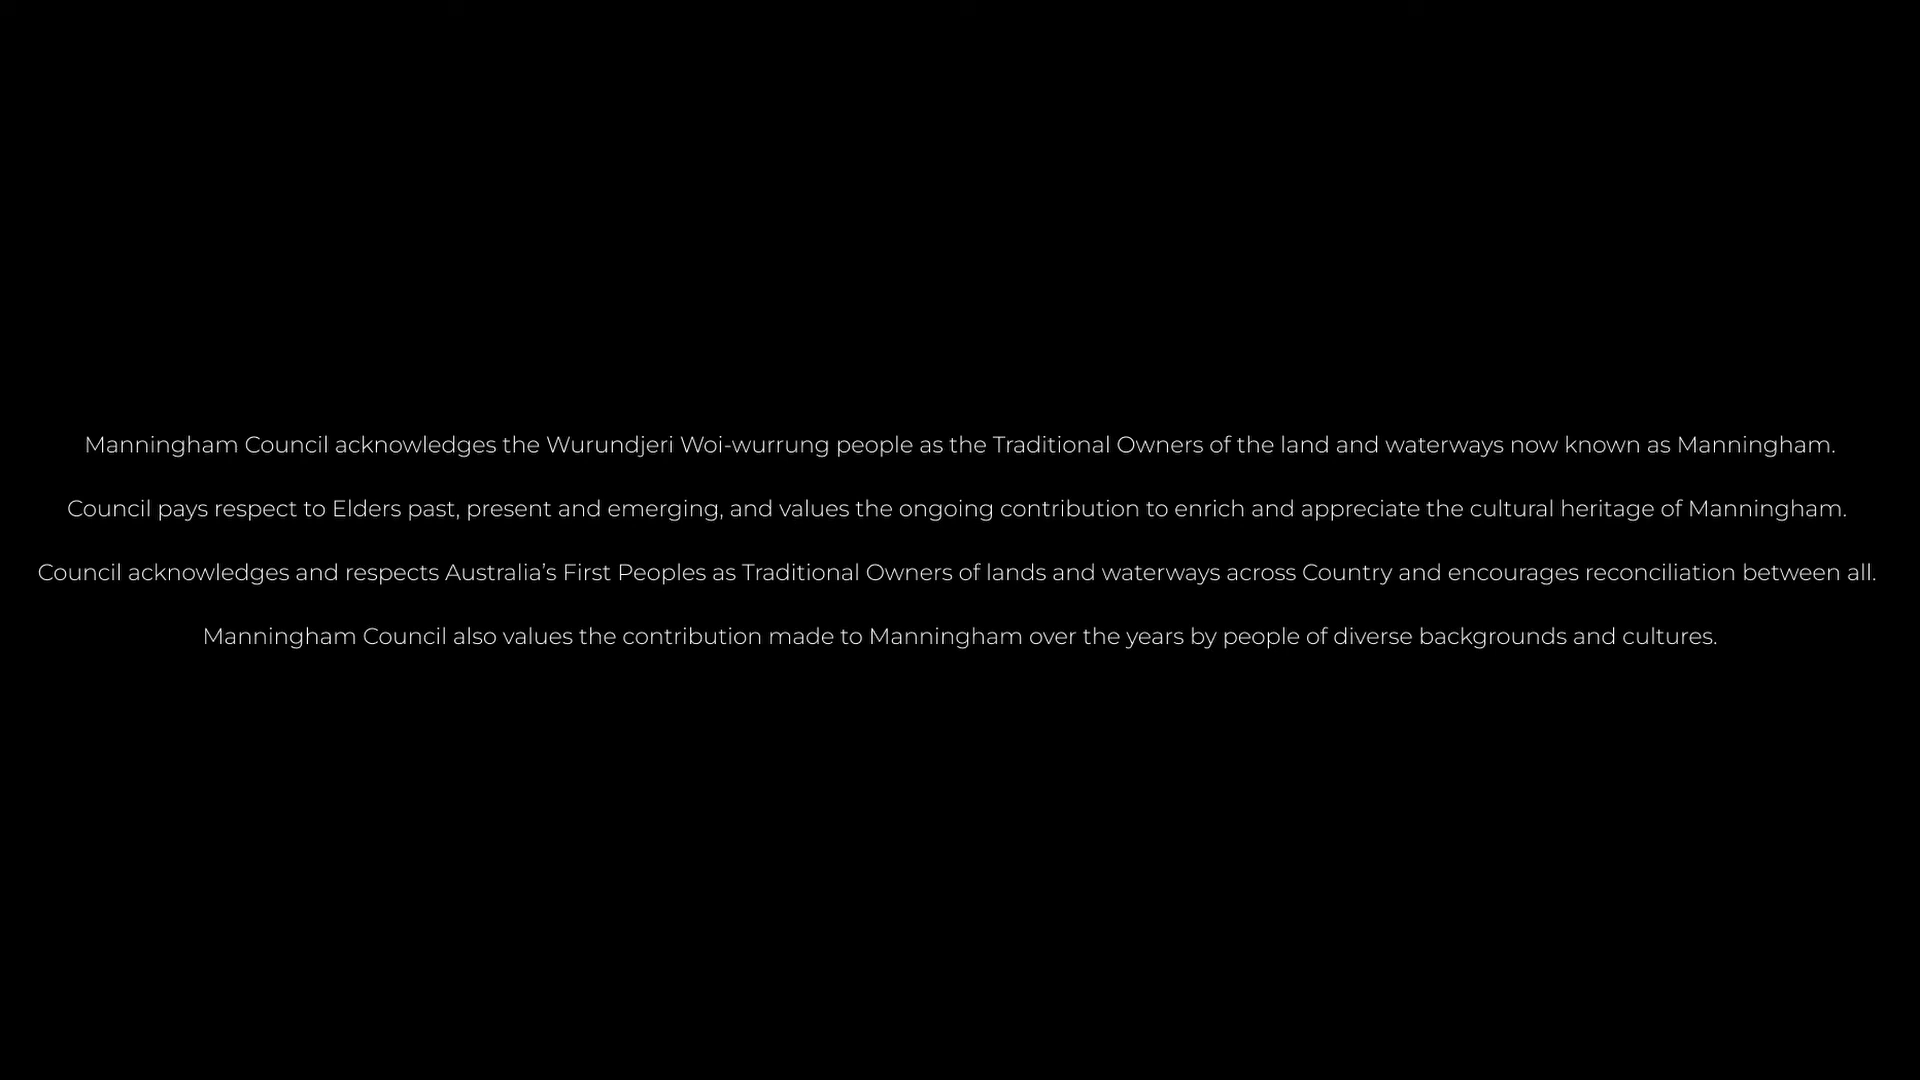 Manningham Council acknowledges the Wurundjeri Woi-wurrung people as the Traditional Owners of the land and waterways now known as Manningham.
Council pays respect to Elders past, present and emerging, and values the ongoing contribution to enrich and appreciate the cultural heritage of Manningham.
Council acknowledges and respects Australia’s First Peoples as Traditional Owners of lands and waterways across Country and encourages reconciliation between all.
Manningham Council also values the contribution made to Manningham over the years by people of diverse backgrounds and cultures.